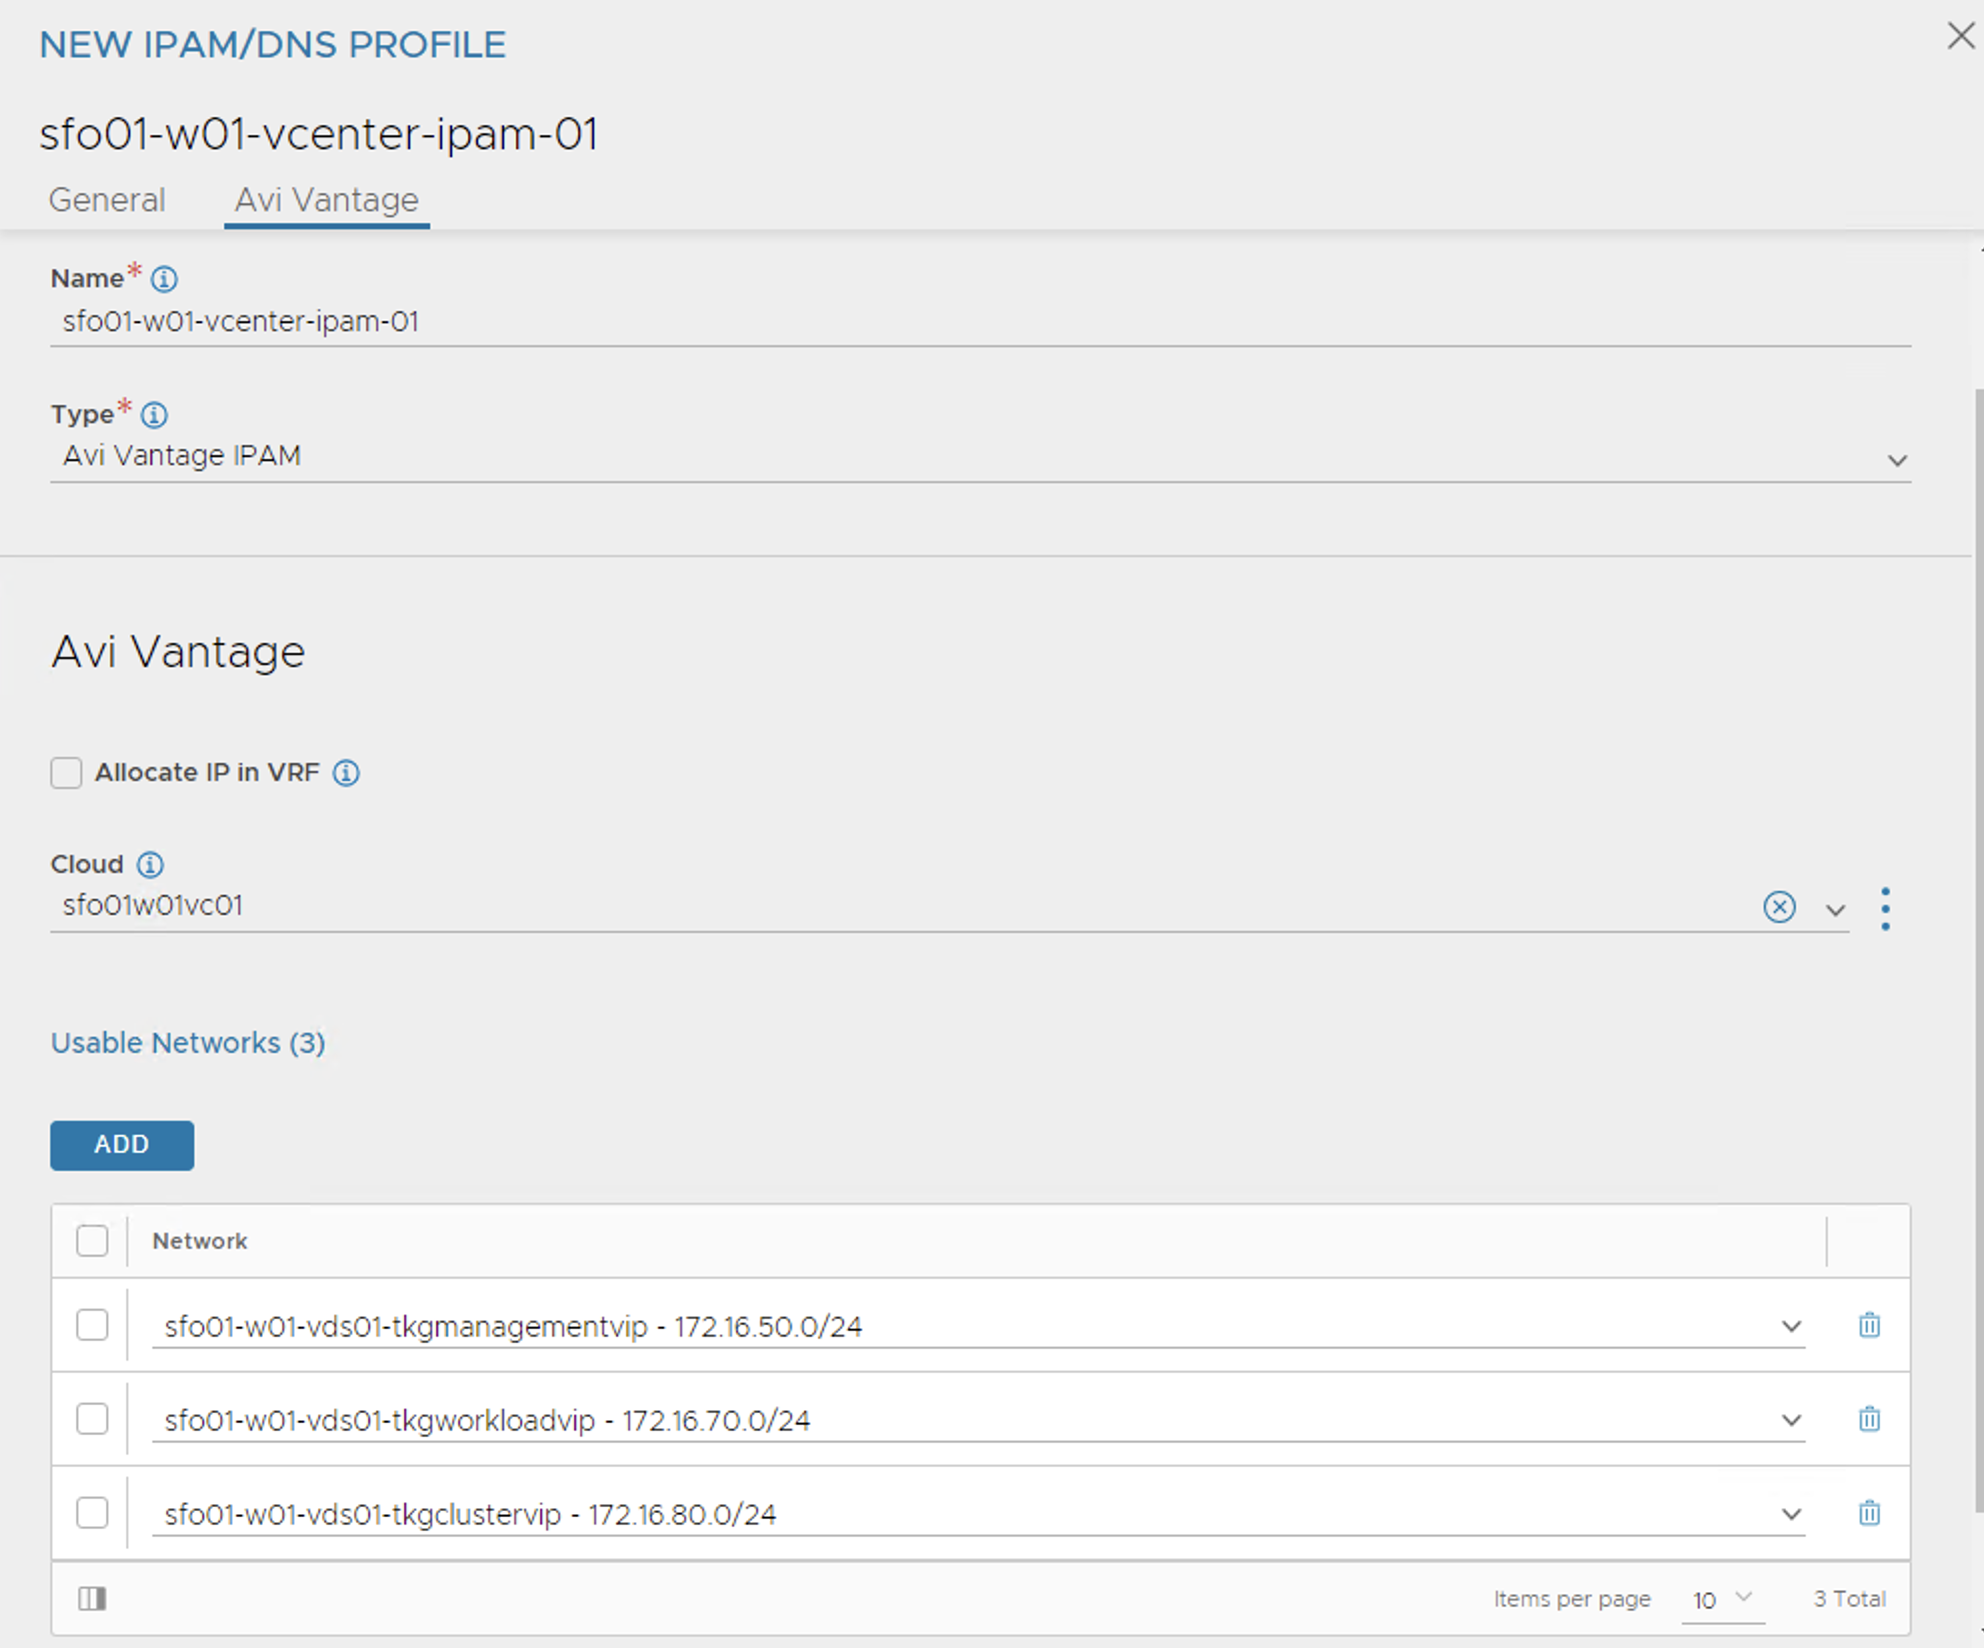 NEW IPAM/DNS PROFILE
sfo01-w01-vcenter-ipam-01
General Avi Vantage
Name*
sfo01-w01-vcenter-ipam-01
Type*
Avi Vantage IPAM
Avi Vantage
Allocate IP in VRF
Cloud
sfo01w01vc01
Usable Networks (3)
ADD
Network
sfo01-w01-vds01-tkgmanagementvip - 172.16.50.0/24
sfo01-w01-vds01-tkgworkloadvip - 172.16.70.0/24
sfo01-w01-vds01-tkgclustervip - 172.16.80.0/24
Items per page 10 3 Total